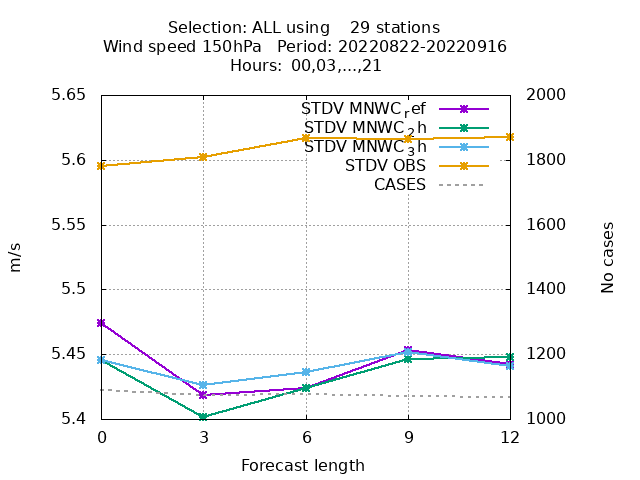 Selection: ALL using    29 stations
Wind speed 150hPa   Period: 20220822-20220916
Hours:  00,03,...,21
5.65
5.6
5.55
5.5
5.45
5.4
2000
1800
1600
1400
1200
1000
STDV MNWC_ref
STDV MNWC_2h
STDV MNWC_3h
STDV OBS
CASES
m/s
No cases
0 3 6 9 12
Forecast length